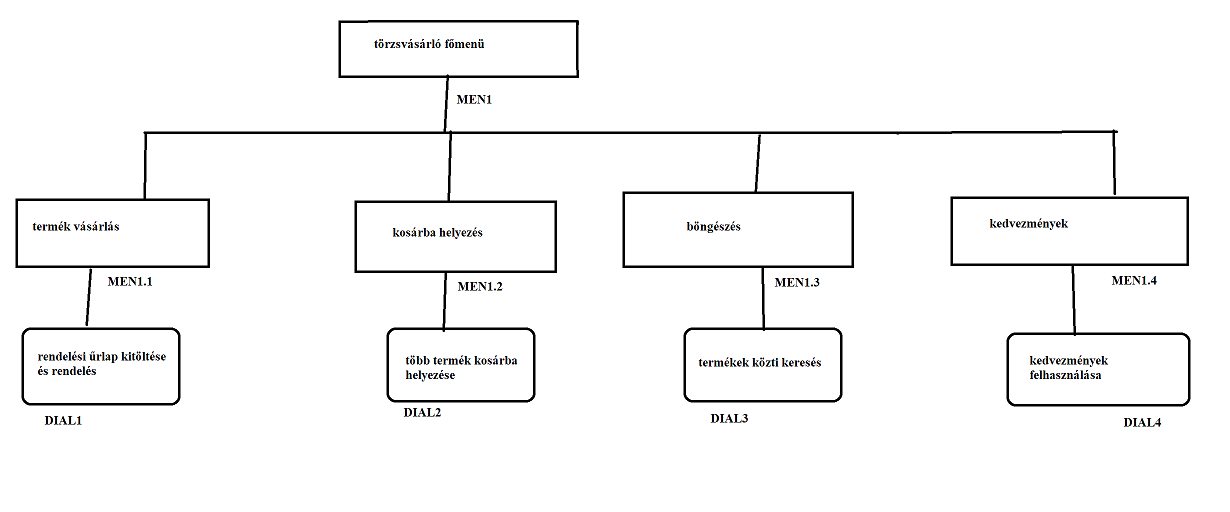 törzsvásárló főmenü
MEN1
termék vásárlás
kosárba helyezés
böngészés
kedvezmények
MEN1.1
MEN1.2
MEN1.3
MEN1.4
rendelési űrlap kitöltése
és rendelés
több termék kosárba
helyezése
termékek közti keresés
kedvezmények
felhasználása
DIAL1
DIAL2
DIAL3
DIAL4